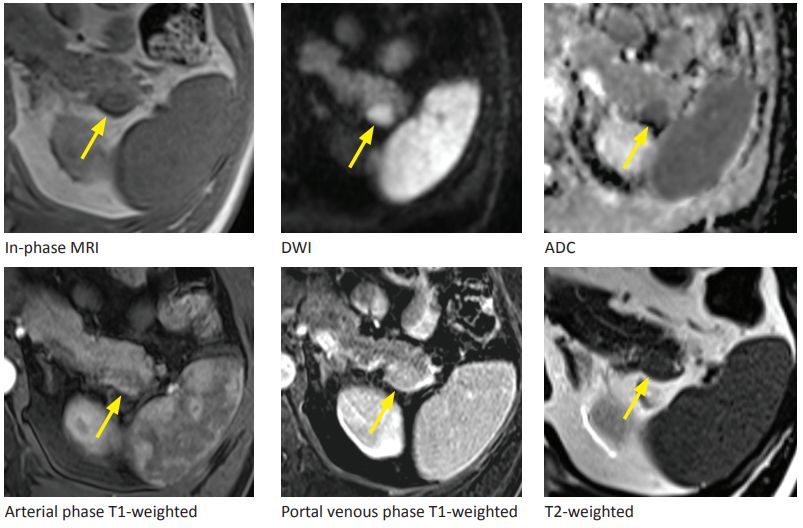 In-phase MRI
DWI
ADC
Arterial phase T1-weighted
Portal venous phase T1-weighted
T2-weighted